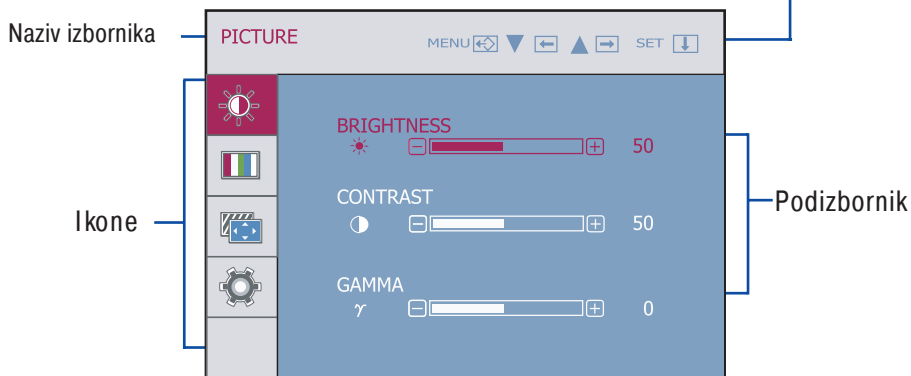 Naziv izbornika
PICTURE
MENU SET
BRIGHTNESS
50
CONTRAST
50
GAMMA
γ
0
Ikone
Podizbornik